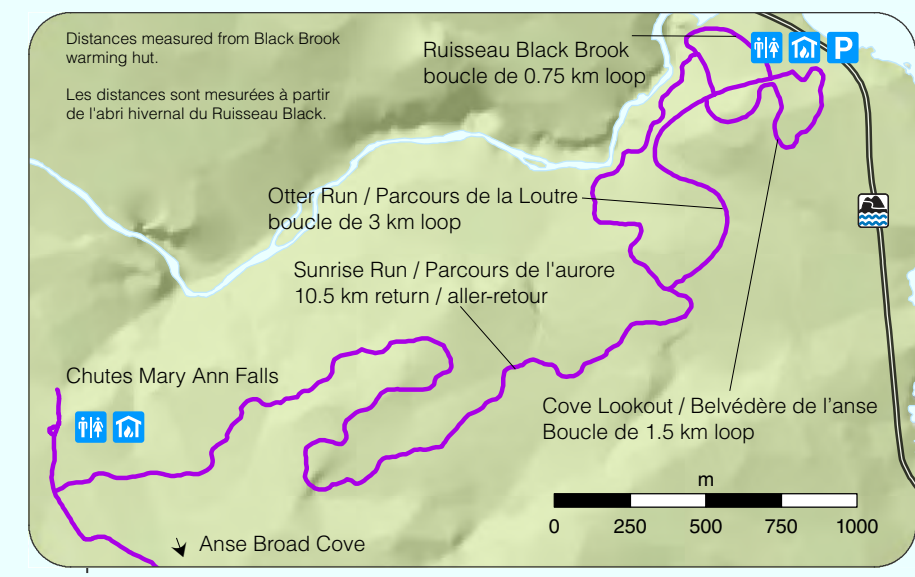 Distances measured from Black Brook
warming hut.
Les distances sont mesurées à partir
de l'abri hivernal du Ruisseau Black.
Ruisseau Black Brook
boucle de 0.75 km loop
P
Otter Run / Parcours de la Loutre
boucle de 3 km loop
Sunrise Run / Parcours de l'aurore
10.5 km return / aller-retour
Chutes Mary Ann Falls
Cove Lookout / Belvédère de l'anse
Boucle de 1.5 km loop
m
0 250 500 750 1000
Anse Broad Cove